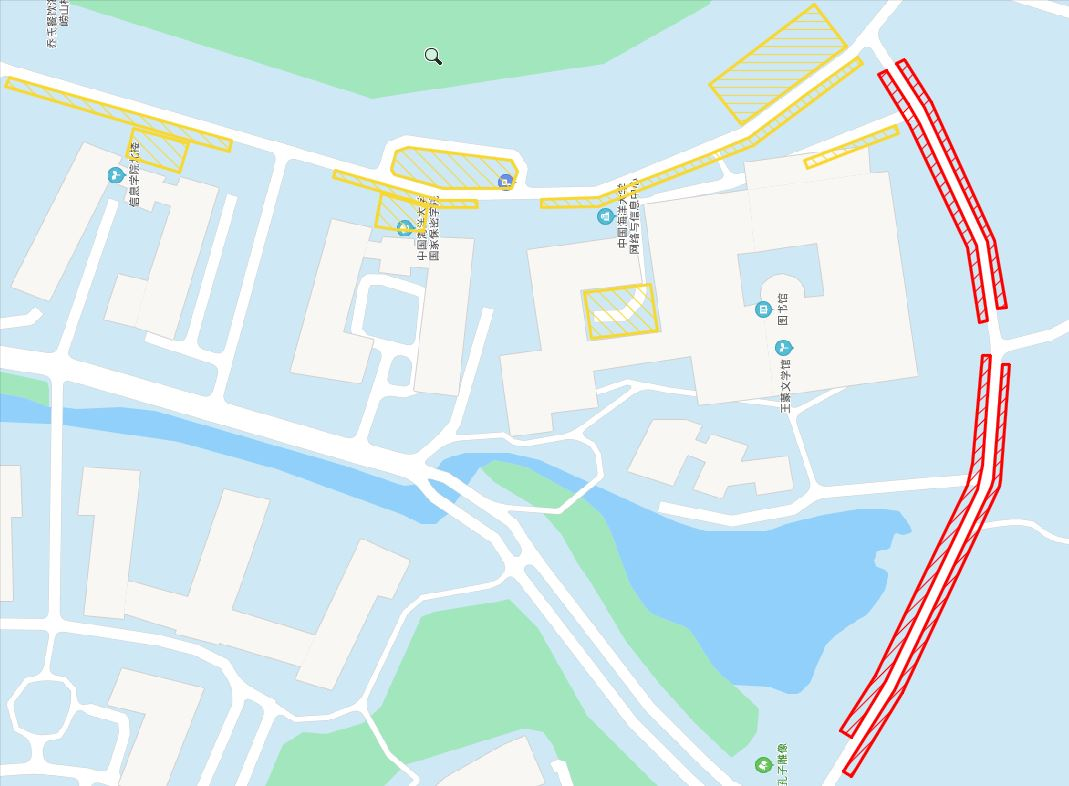 信息学院北楼
中国海洋大学
国家保密学院
中国海洋大学
网络与信息中心
图书馆
王蒙文学馆
孔子雕像
P